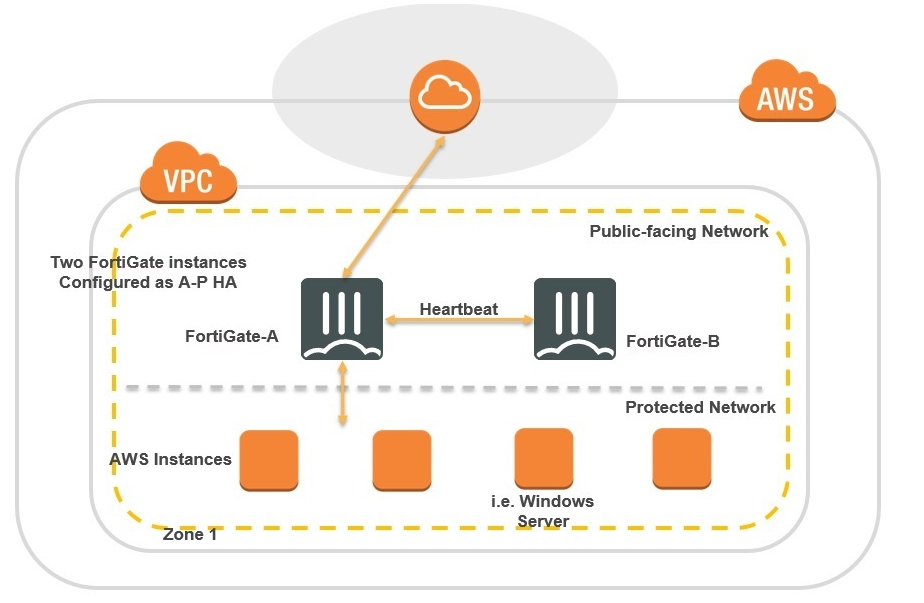 AWS
VPC
Public-facing Network
Two FortiGate instances
Configured as A-P HA
Heartbeat
FortiGate-A
FortiGate-B
Protected Network
AWS Instances
i.e. Windows
Server
Zone 1